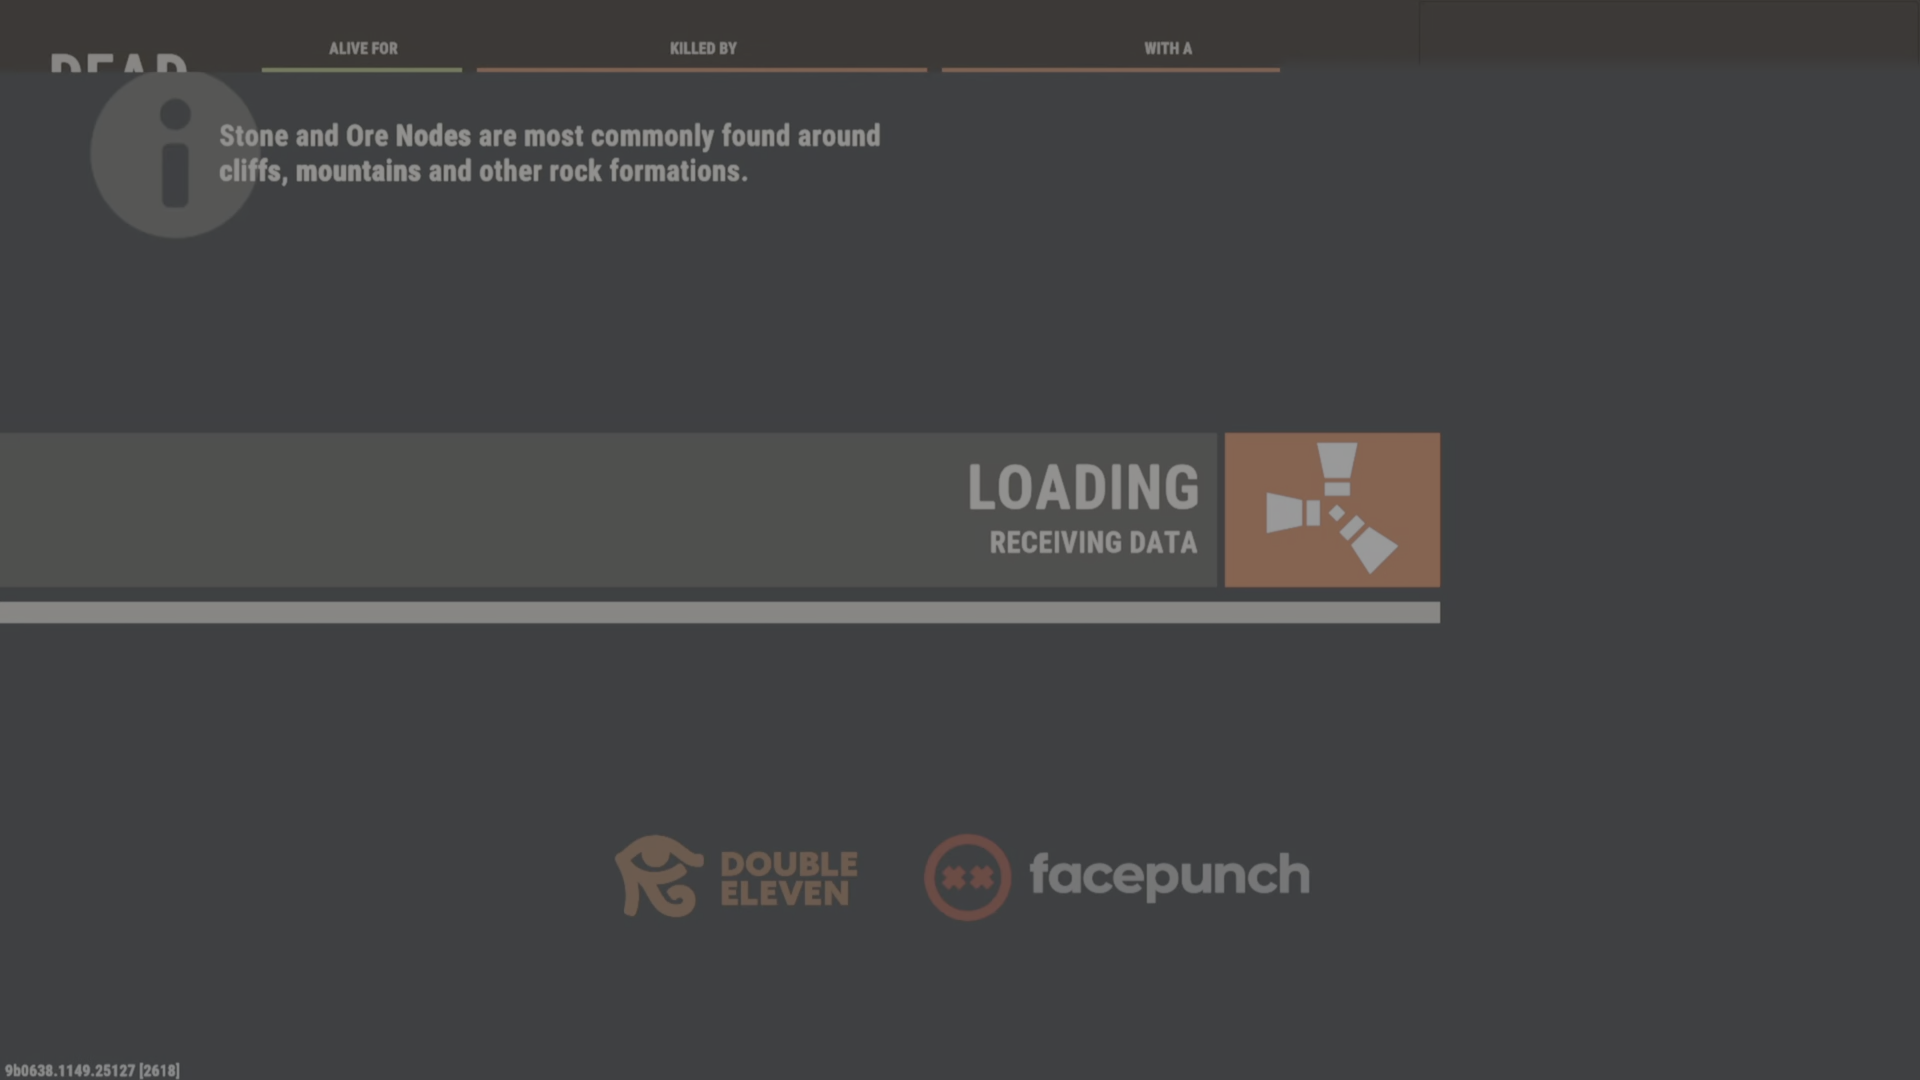 DEAD
ALIVE FOR
KILLED BY
WITH A
Stone and Ore Nodes are most commonly found around
cliffs, mountains and other rock formations.
LOADING
RECEIVING DATA
DOUBLE
ELEVEN
facepunch
9b0638.1149.25127 [2618]